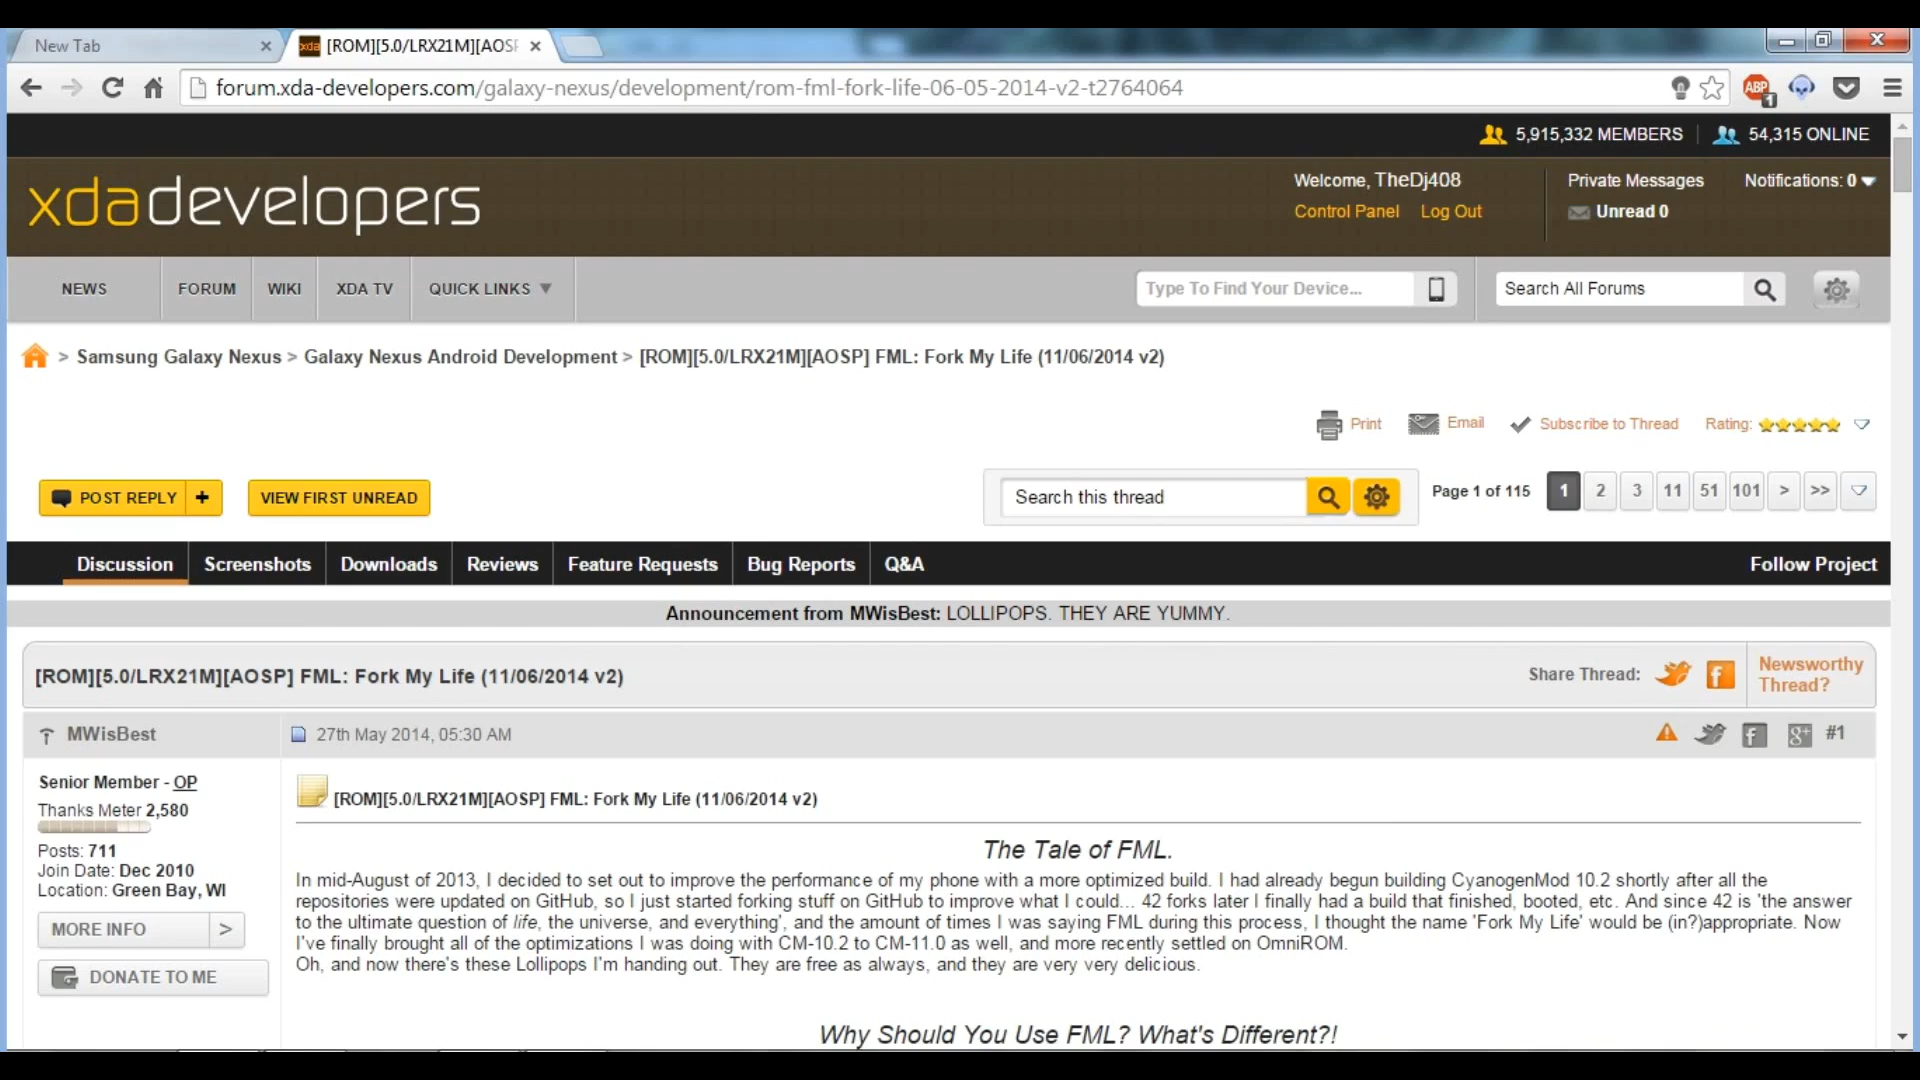 New Tab
[ROM][5.0/LRX21M][AOSP
forum.xda-developers.com/galaxy-nexus/development/rom-fml-fork-life-06-05-2014-v2-t2764064
ABP 1
5,915,332 MEMBERS
54,315 ONLINE
xdadevelopers
Welcome, TheDj408
Private Messages
Notifications: 0
Control Panel
Log Out
Unread 0
NEWS
FORUM
WIKI
XDA TV
QUICK LINKS
Type To Find Your Device...
Search All Forums
> Samsung Galaxy Nexus > Galaxy Nexus Android Development > [ROM][5.0/LRX21M][AOSP] FML: Fork My Life (11/06/2014 v2)
Print
Email
Subscribe to Thread
Rating:
POST REPLY +
VIEW FIRST UNREAD
Search this thread
Page 1 of 115
1 2 3 11 51 101 > >>
Discussion
Screenshots
Downloads
Reviews
Feature Requests
Bug Reports
Q&A
Follow Project
Announcement from MWisBest: LOLLIPOPS. THEY ARE YUMMY.
[ROM][5.0/LRX21M][AOSP] FML: Fork My Life (11/06/2014 v2)
Share Thread:
Newsworthy
Thread?
MWisBest
27th May 2014, 05:30 AM
#1
Senior Member - OP
Thanks Meter 2,580
Posts: 711
Join Date: Dec 2010
Location: Green Bay, WI
MORE INFO >
DONATE TO ME
[ROM][5.0/LRX21M][AOSP] FML: Fork My Life (11/06/2014 v2)
The Tale of FML.
In mid-August of 2013, I decided to set out to improve the performance of my phone with a more optimized build. I had already begun building CyanogenMod 10.2 shortly after all the
repositories were updated on GitHub, so I just started forking stuff on GitHub to improve what I could... 42 forks later I finally had a build that finished, booted, etc. And since 42 is 'the answer
to the ultimate question of life, the universe, and everything', and the amount of times I was saying FML during this process, I thought the name 'Fork My Life' would be (in?)appropriate. Now
I've finally brought all of the optimizations I was doing with CM-10.2 to CM-11.0 as well, and more recently settled on OmniROM.
Oh, and now there's these Lollipops I'm handing out. They are free as always, and they are very very delicious.
Why Should You Use FML? What's Different?!